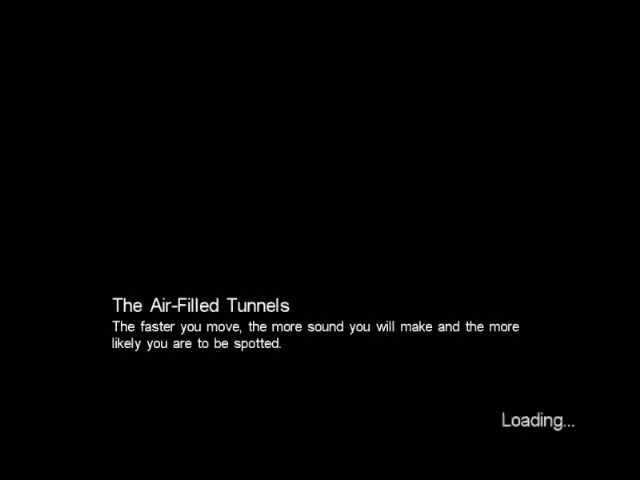 The Air-Filled Tunnels
The faster you move, the more sound you will make and the more
likely you are to be spotted.
Loading...